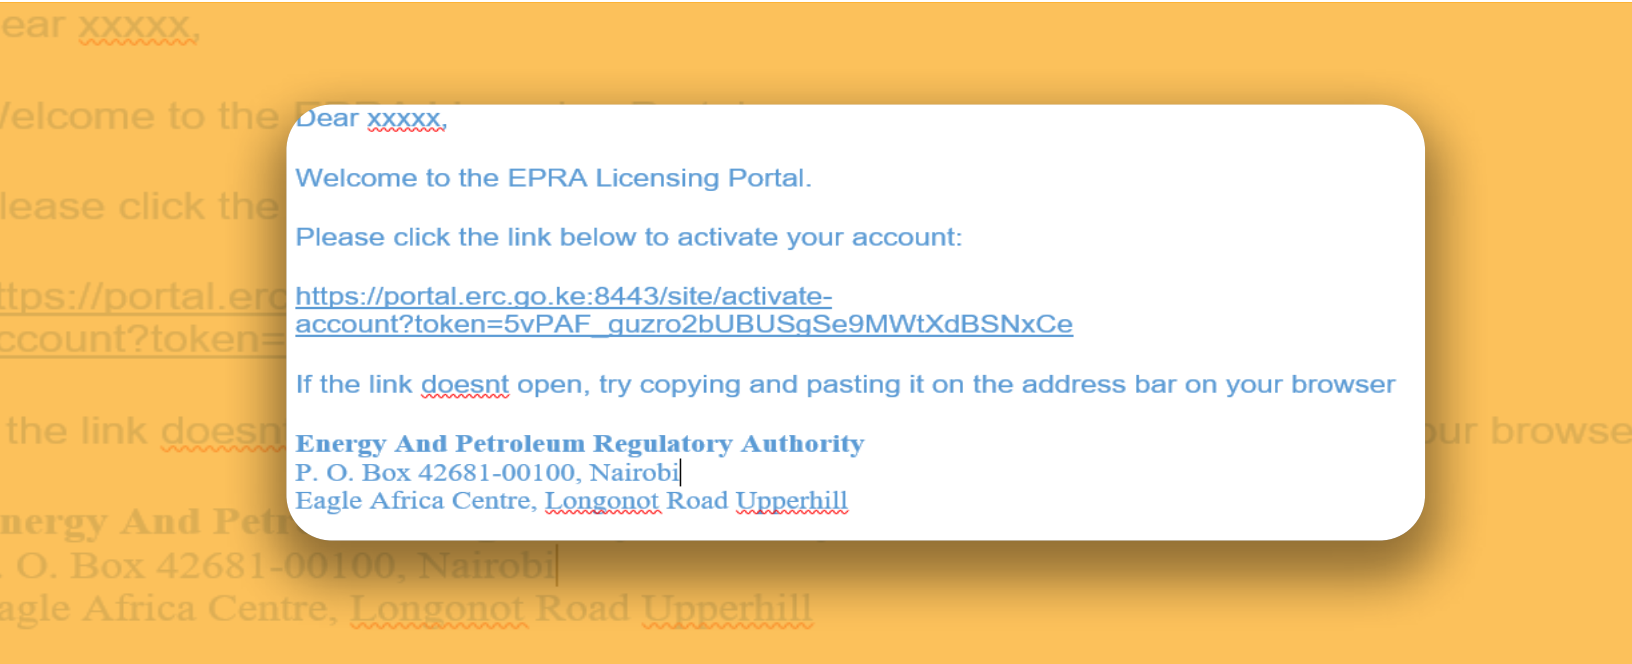 Dear xxxxx,
Welcome to the EPRA Licensing Portal.
Please click the link below to activate your account:
https://portal.erc.go.ke:8443/site/activate-
account?token=5vPAF_guzro2bUBUSgSe9MWtXdBSNxCe
If the link doesnt open, try copying and pasting it on the address bar on your browser
Energy And Petroleum Regulatory Authority
P. O. Box 42681-00100, Nairobi
Eagle Africa Centre, Longonot Road Upperhill